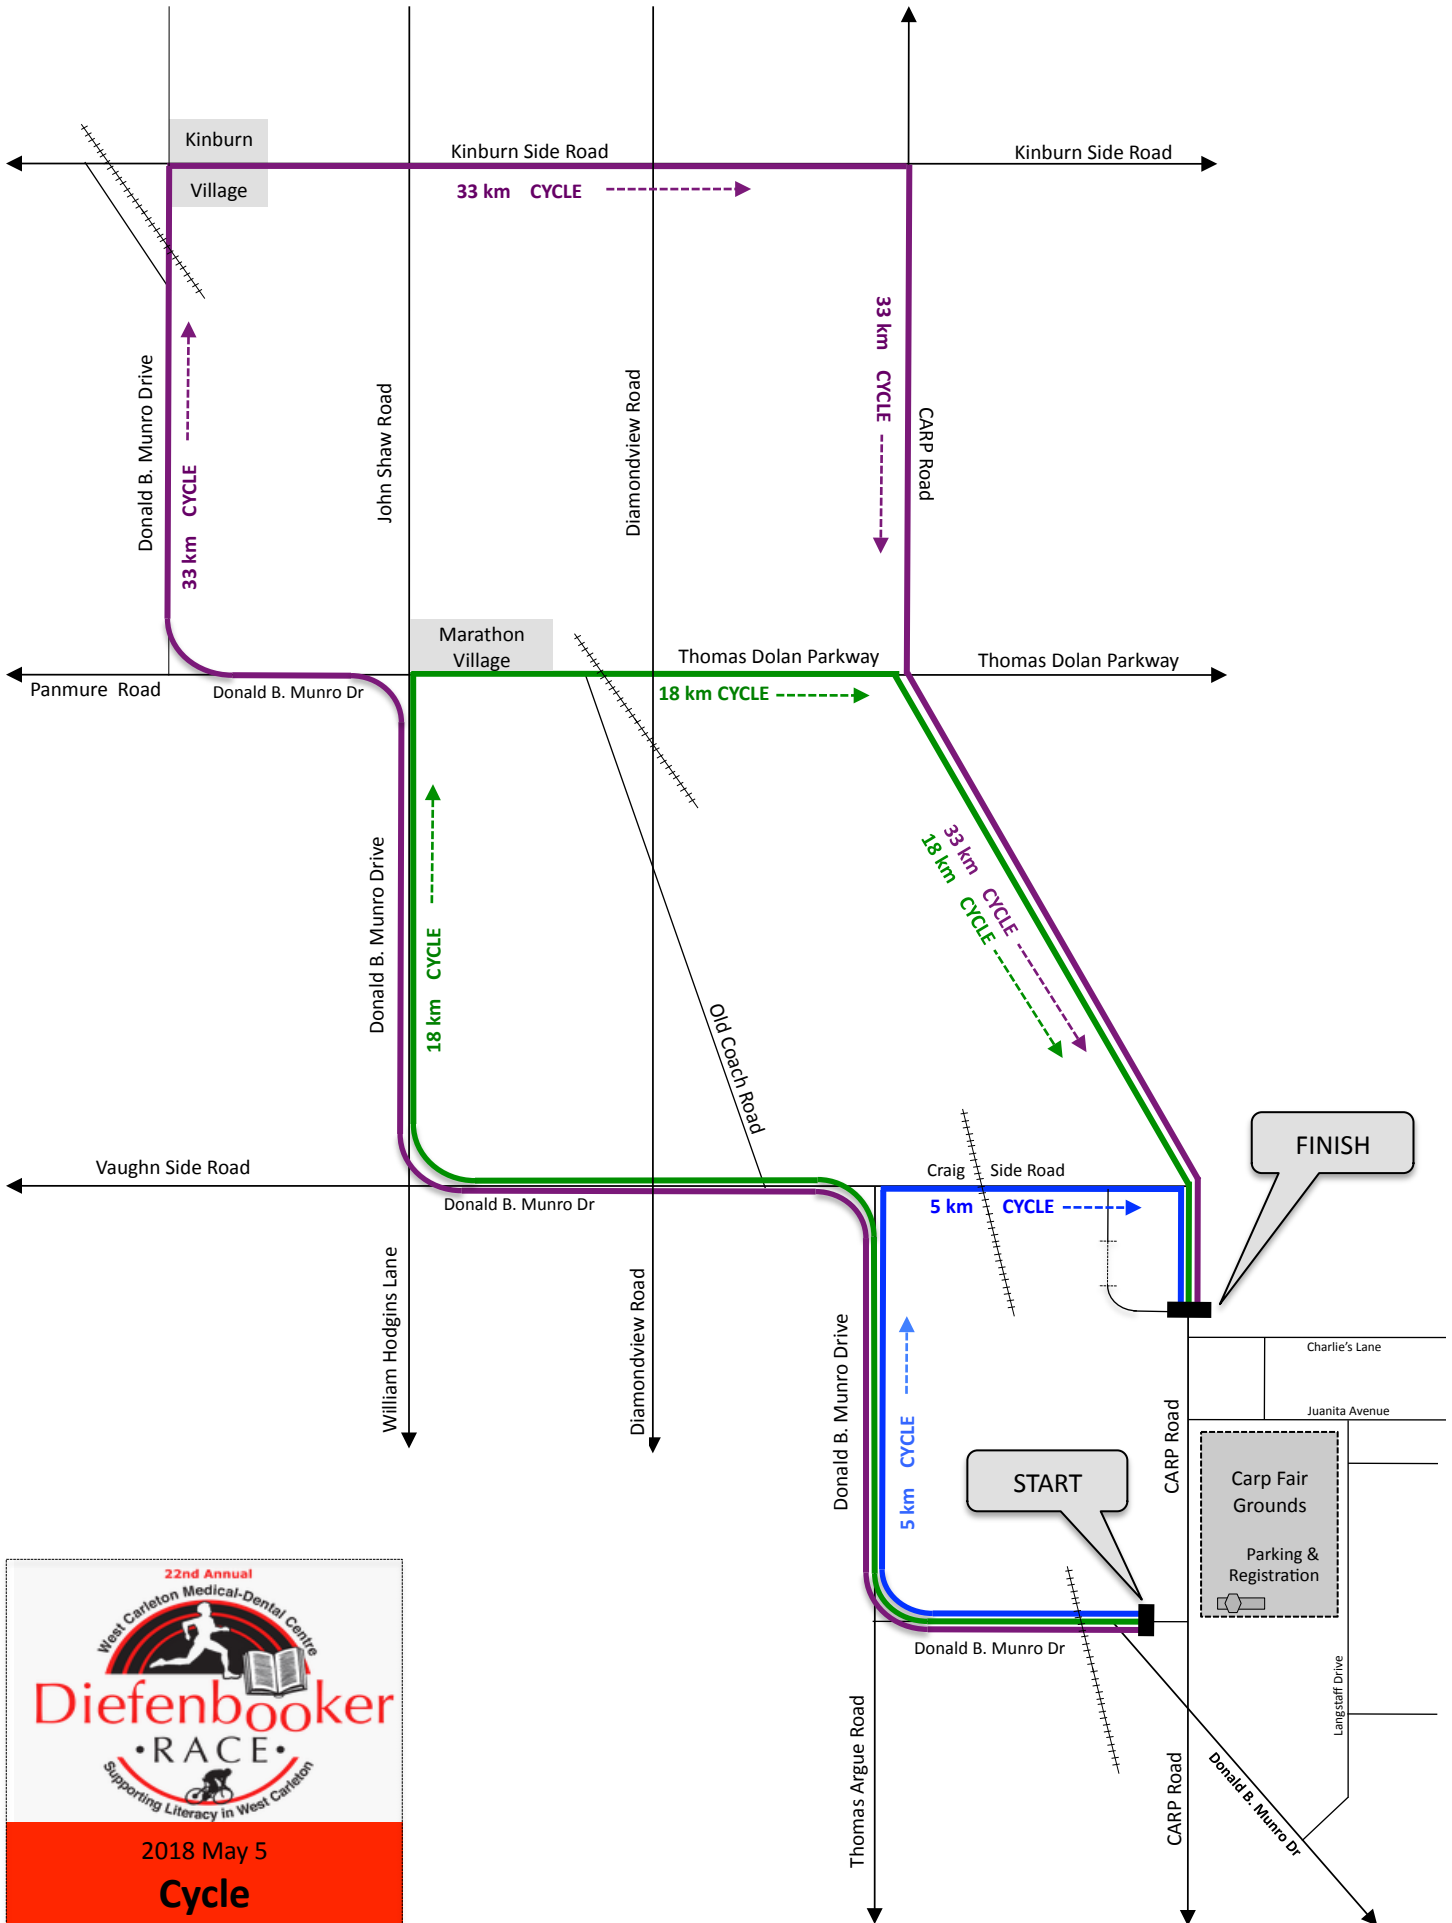 Kinburn
Village
Kinburn Side Road
Kinburn Side Road
33 km CYCLE
33 km CYCLE
CARP Road
Donald B. Munro Drive
33 km CYCLE
John Shaw Road
Diamondview Road
Marathon
Village
Thomas Dolan Parkway
Thomas Dolan Parkway
18 km CYCLE
Panmure Road
Donald B. Munro Dr
Donald B. Munro Drive
18 km CYCLE
33 km CYCLE
18 km CYCLE
Old Coach Road
FINISH
Vaughn Side Road
Craig Side Road
5 km CYCLE
Donald B. Munro Dr
William Hodgins Lane
Diamondview Road
Donald B. Munro Drive
5 km CYCLE
Charlie's Lane
Juanita Avenue
CARP Road
START
Carp Fair
Grounds
Parking &
Registration
Donald B. Munro Dr
Langstaff Drive
Thomas Argue Road
CARP Road
Donald B. Munro Dr
22nd Annual
West Carleton Medical-Dental Centre
Diefenbooker
•RACE•
Supporting Literacy in West Carleton
2018 May 5
Cycle